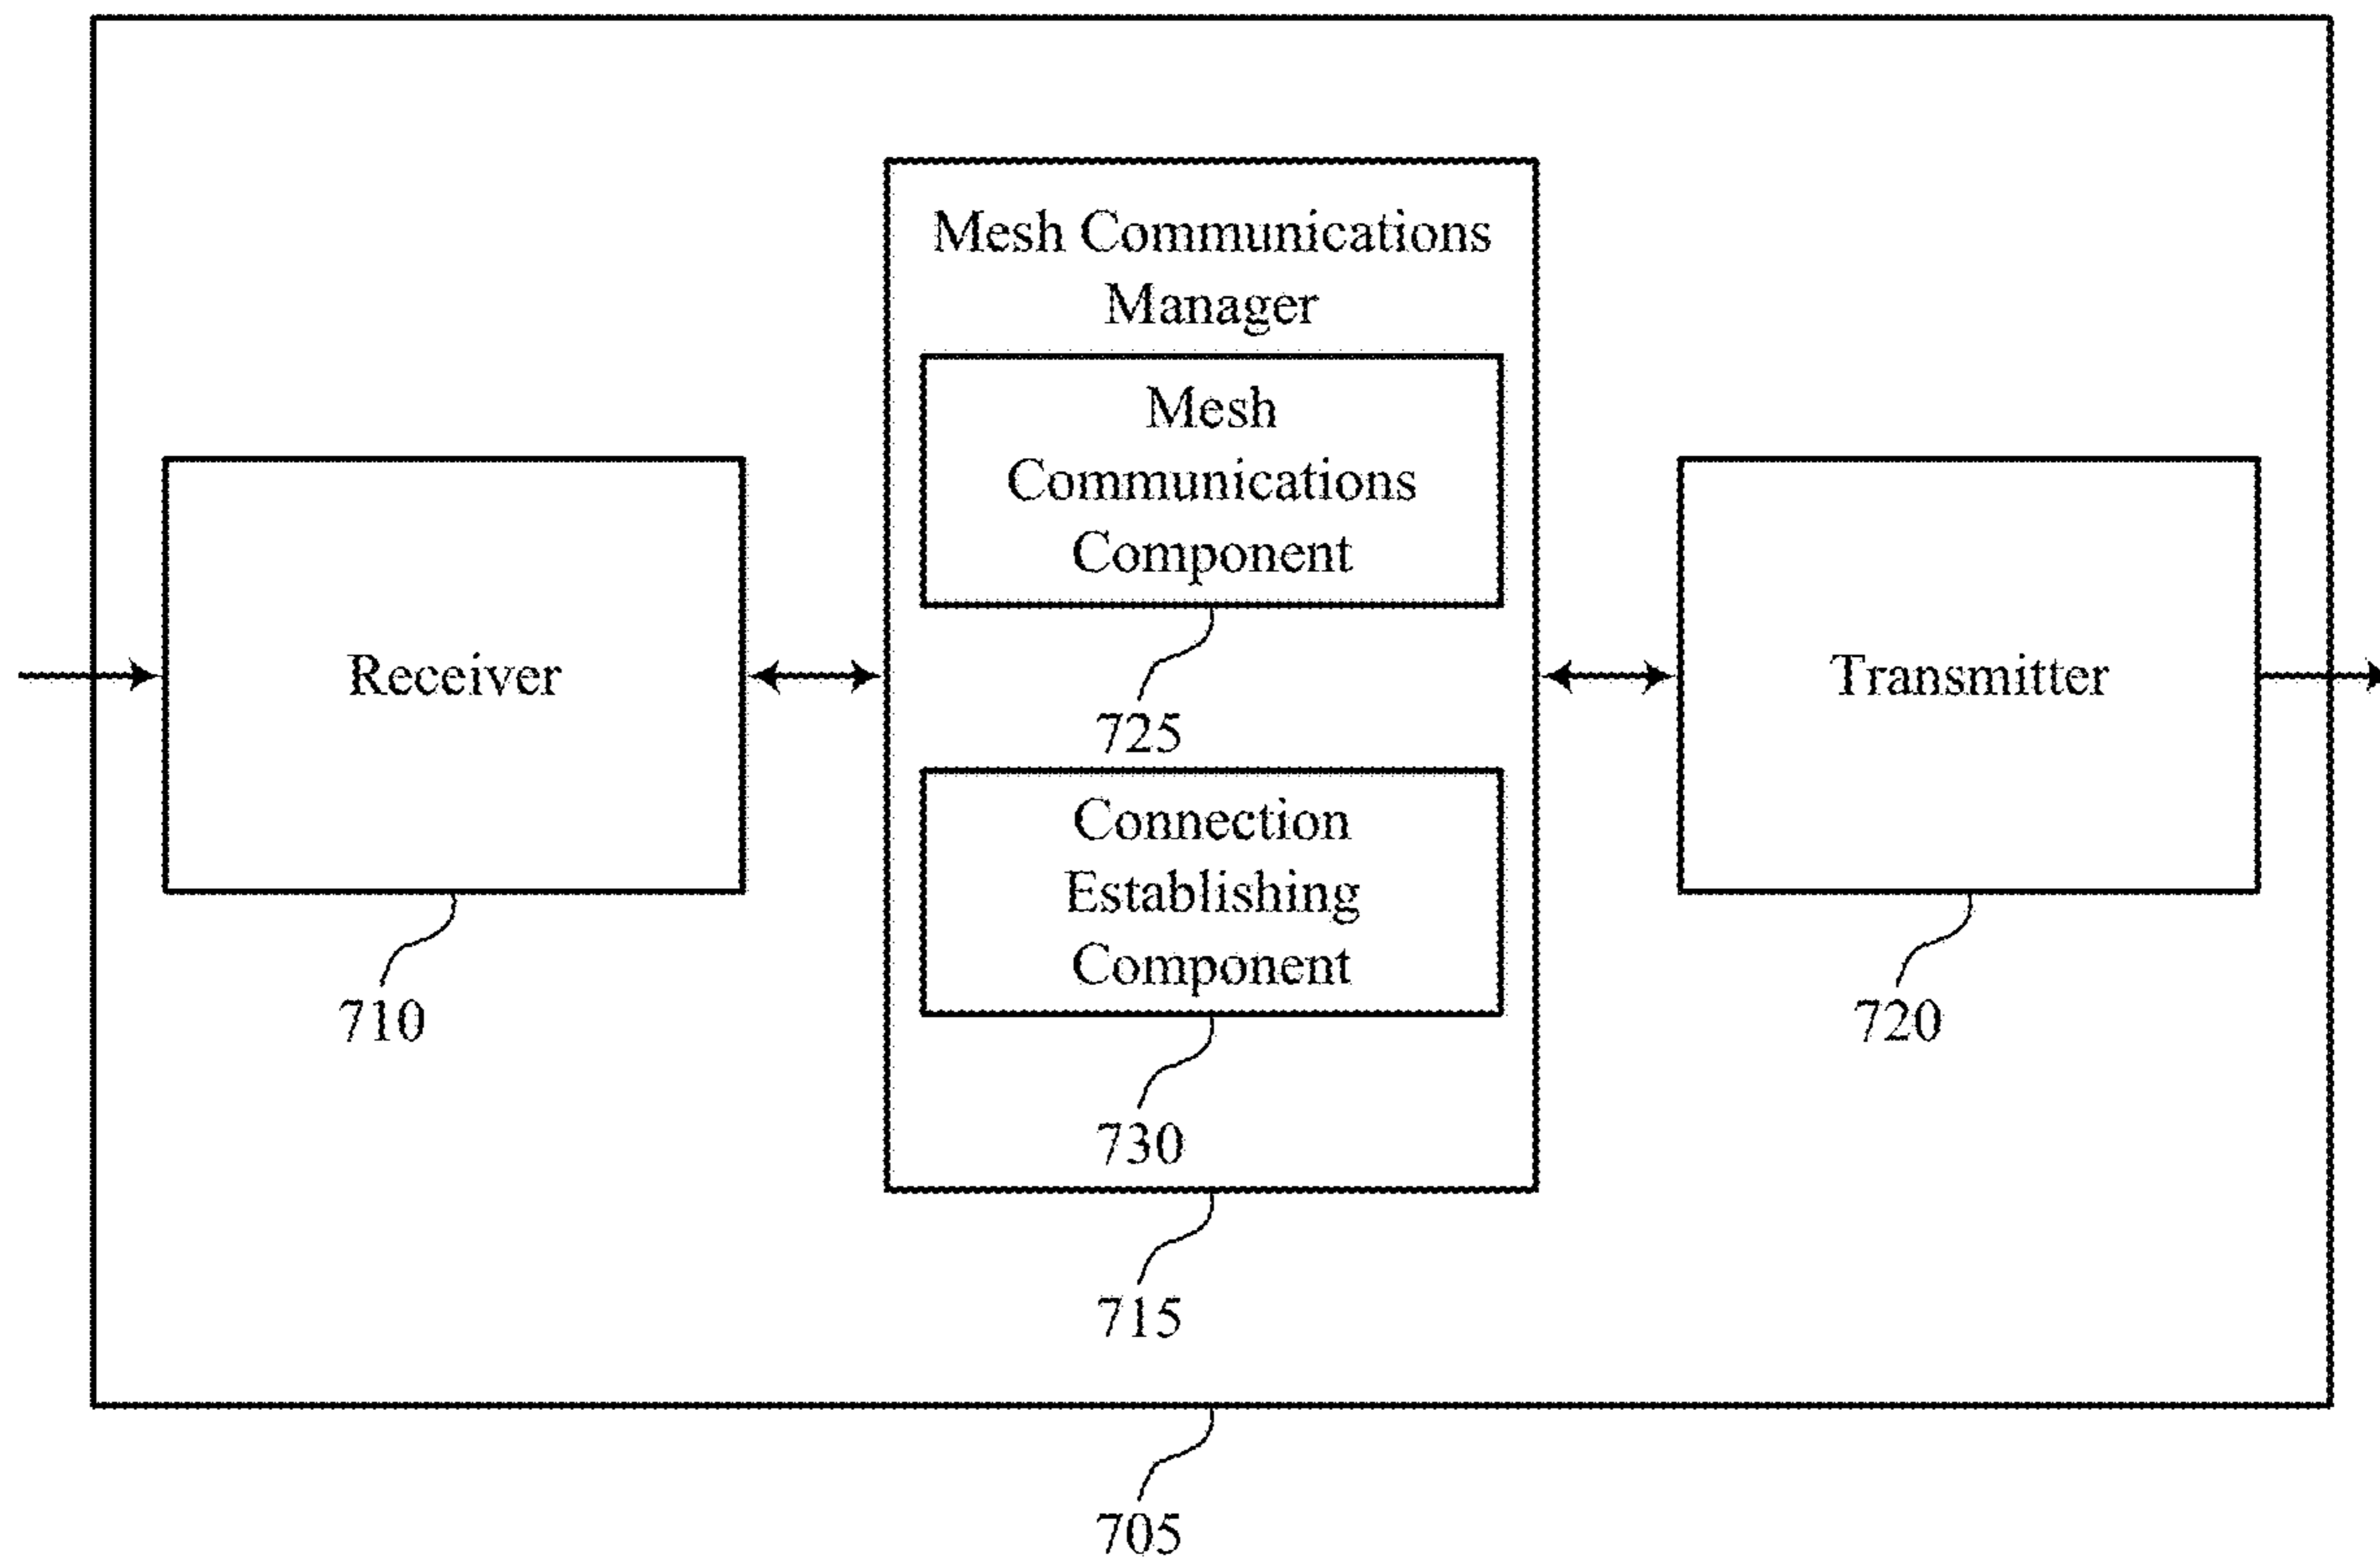 Mesh Communications
Manager
Mesh
Communications
Component
725
Receiver
710
Connection
Establishing
Component
730
715
Transmitter
720
705